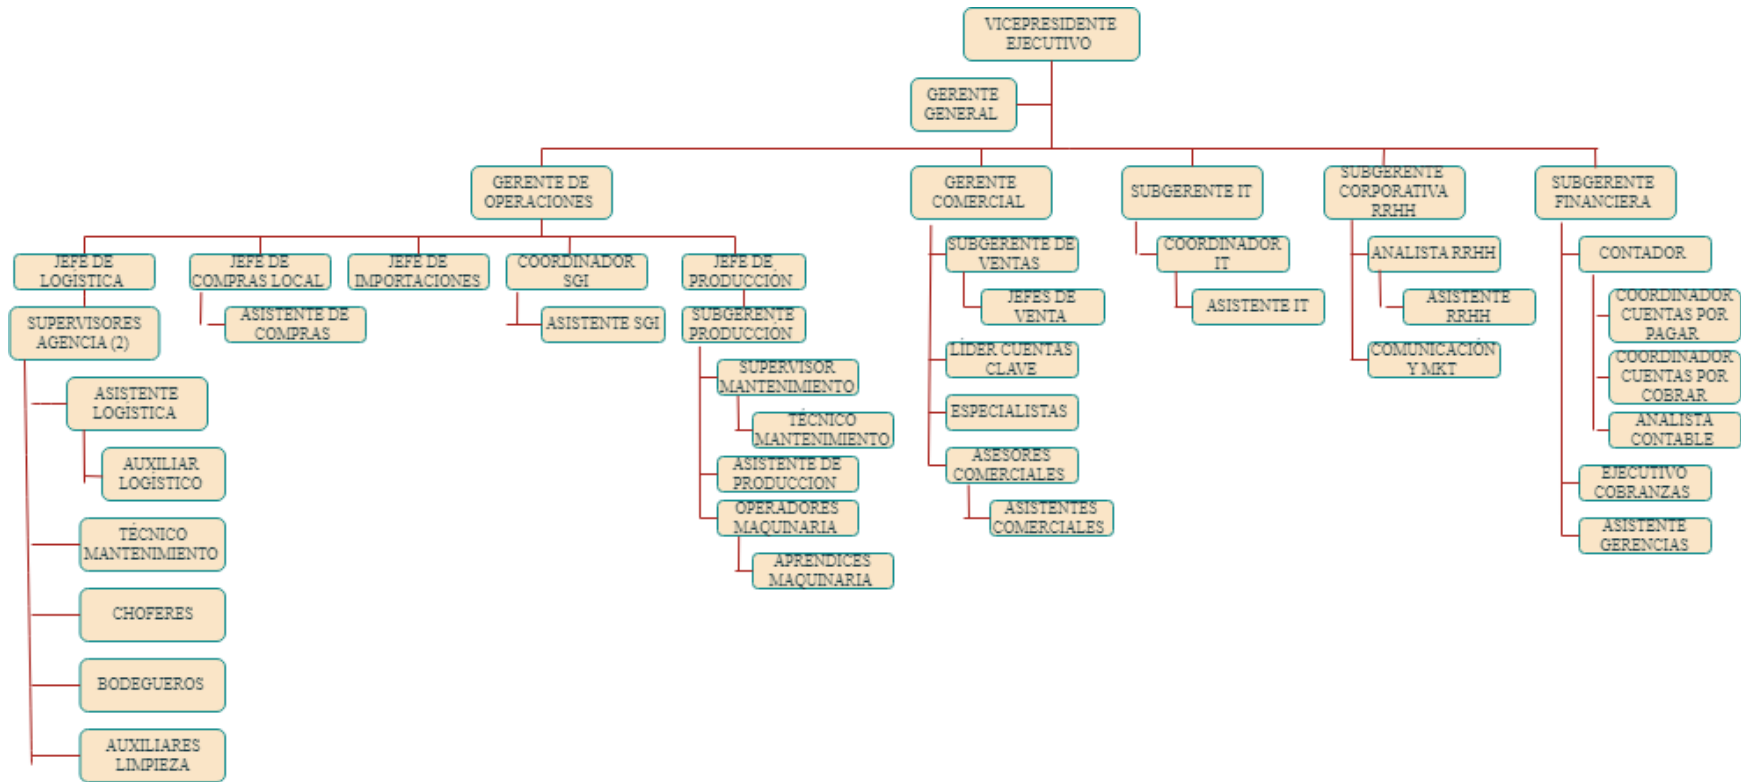 VICEPRESIDENTE
EJECUTIVO
GERENTE
GENERAL
GERENTE DE
OPERACIONES
GERENTE
COMERCIAL
SUBGERENTE IT
SUBGERENTE
CORPORATIVA
RRHH
SUBGERENTE
FINANCIERA
JEFE DE
LOGÍSTICA
JEFE DE
COMPRAS LOCAL
JEFE DE
IMPORTACIONES
COORDINADOR
SGI
JEFE DE
PRODUCCIÓN
SUPERVISORES
AGENCIA (2)
ASISTENTE DE
COMPRAS
ASISTENTE SGI
SUBGERENTE
PRODUCCIÓN
ASISTENTE
LOGÍSTICA
AUXILIAR
LOGÍSTICO
TÉCNICO
MANTENIMIENTO
CHOFERES
BODEGUEROS
AUXILIARES
LIMPIEZA
SUPERVISOR
MANTENIMIENTO
TÉCNICO
MANTENIMIENTO
ASISTENTE DE
PRODUCCION
OPERADORES
MAQUINARIA
APRENDICES
MAQUINARIA
SUBGERENTE DE
VENTAS
JEFES DE
VENTA
LÍDER CUENTAS
CLAVE
ESPECIALISTAS
ASESORES
COMERCIALES
ASISTENTES
COMERCIALES
COORDINADOR
IT
ASISTENTE IT
ANALISTA RRHH
ASISTENTE
RRHH
COMUNICACIÓN
Y MKT
CONTADOR
COORDINADOR
CUENTAS POR
PAGAR
COORDINADOR
CUENTAS POR
COBRAR
ANALISTA
CONTABLE
EJECUTIVO
COBRANZAS
ASISTENTE
GERENCIAS